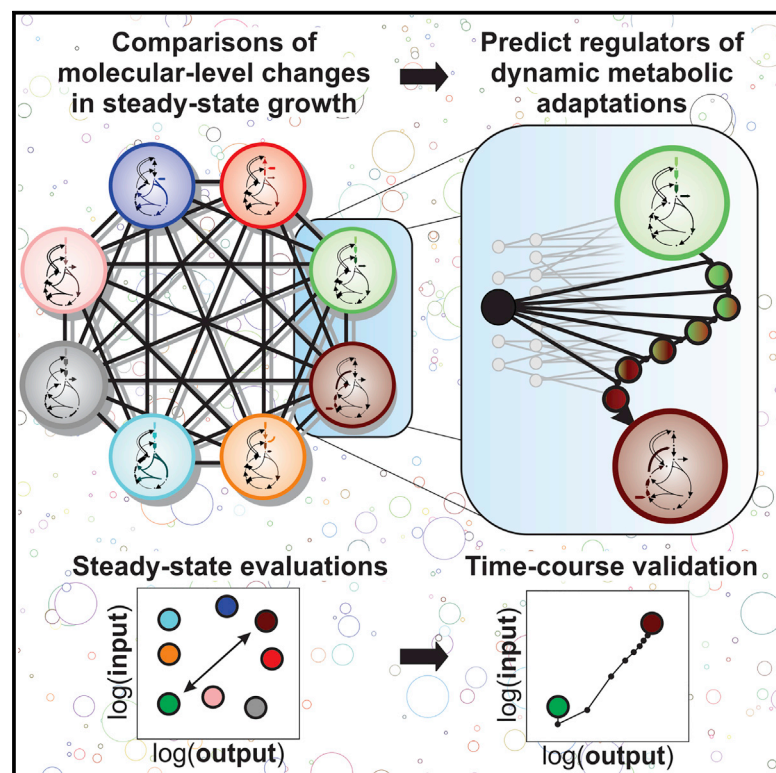 Comparisons of
molecular-level changes
in steady-state growth
Predict regulators of
dynamic metabolic
adaptations
Steady-state evaluations
log(input)
log(output)
Time-course validation
log(input)
log(output)